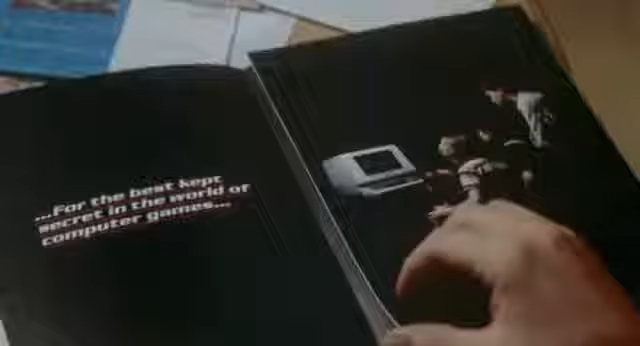 ...For the best kept
secret in the world of
computer games...